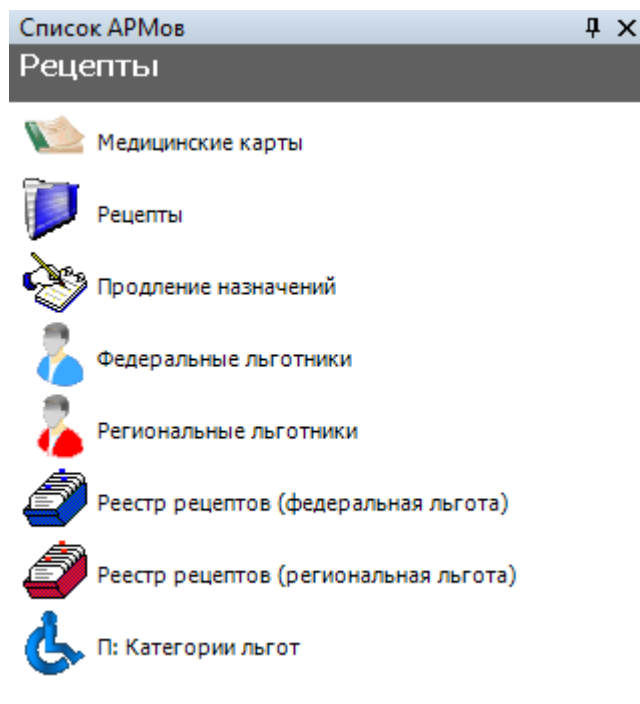 Список АРМов
Рецепты
Медицинские карты
Рецепты
Продление назначений
Федеральные льготники
Региональные льготники
Реестр рецептов (федеральная льгота)
Реестр рецептов (региональная льгота)
П: Категории льгот